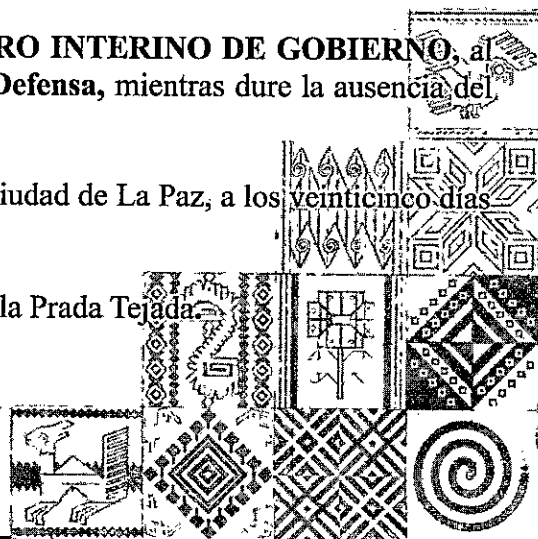 RO INTERINO DE GOBIERNO, al
Defensa, mientras dure la ausencia del
iudad de La Paz, a los veinticinco días
la Prada Tejada.